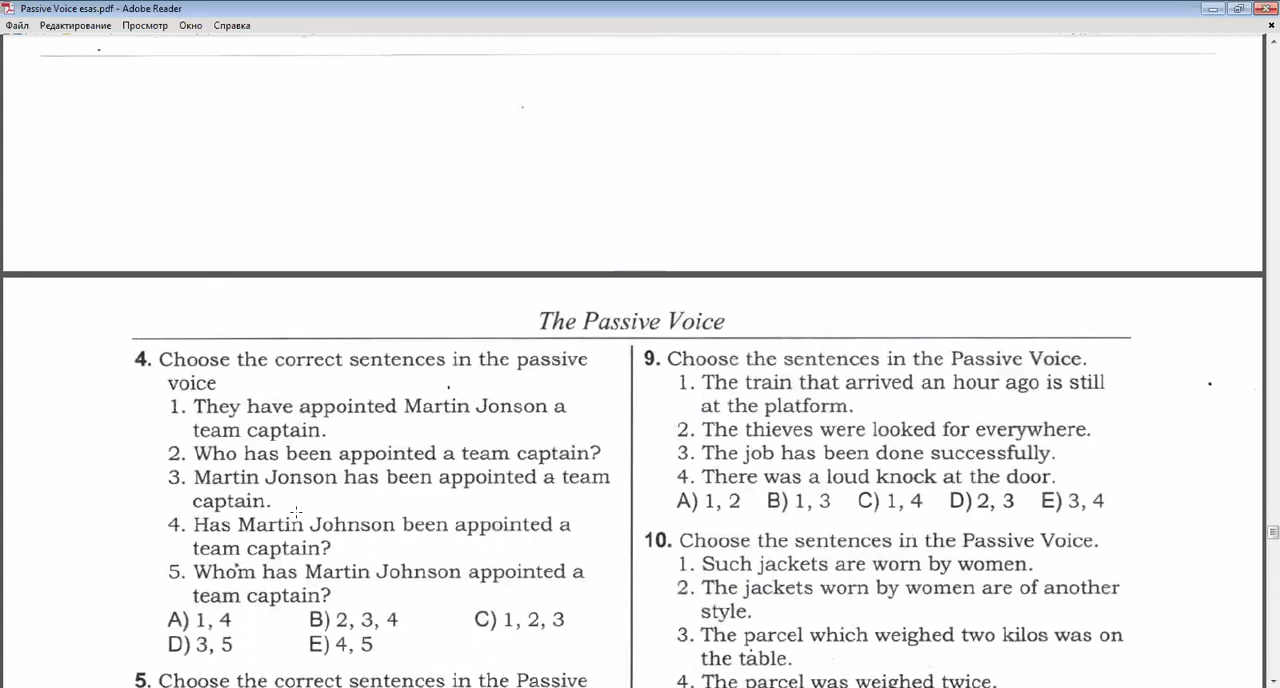 Passive Voice esas.pdf - Adobe Reader
Файл Редактирование Просмотр Окно Справка
The Passive Voice
4. Choose the correct sentences in the passive
voice
1. They have appointed Martin Jonson a
team captain.
2. Who has been appointed a team captain?
3. Martin Jonson has been appointed a team
captain.
4. Has Martin Johnson been appointed a
team captain?
5. Whom has Martin Johnson appointed a
team captain?
A) 1, 4 B) 2, 3, 4 C) 1, 2, 3
D) 3, 5 E) 4, 5
5. Choose the correct sentences in the Passive
9. Choose the sentences in the Passive Voice.
1. The train that arrived an hour ago is still
at the platform.
2. The thieves were looked for everywhere.
3. The job has been done successfully.
4. There was a loud knock at the door.
A) 1, 2 B) 1, 3 C) 1, 4 D) 2, 3 E) 3, 4
10. Choose the sentences in the Passive Voice.
1. Such jackets are worn by women.
2. The jackets worn by women are of another
style.
3. The parcel which weighed two kilos was on
the table.
4. The parcel was weighed twice.